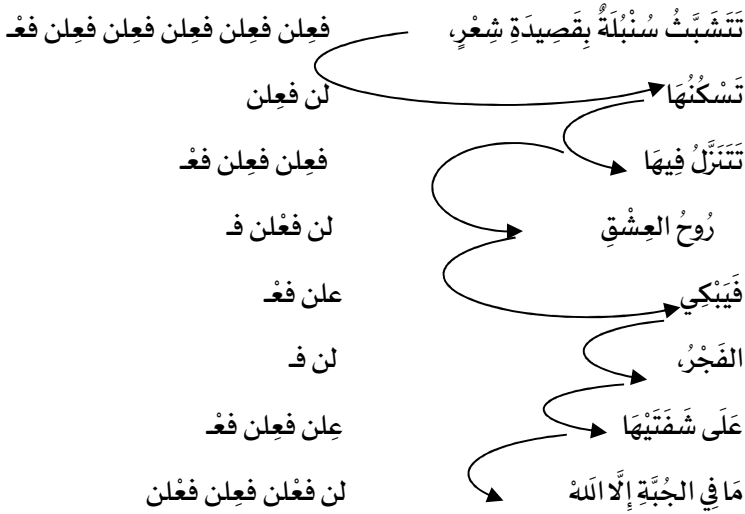 تَتَشَبَّثُ سُنْبُلَةٌ بِقَصِيدَةِ شِعْرٍ، فعِلن فعِلن فعِلن فعِلن فعِلن فعْـ
تَسْكُنُهَا لن فعِلن
تَتَنَزَّلُ فِيهَا فعِلن فعِلن فعْـ
رُوحُ العِشْقِ لن فعْلن فـ
فَيَبْكِي علن فعْـ
الفَجْرُ، لن فـ
عَلَى شَفَتَيْهَا عِلن فعِلن فعْـ
مَا فِي الجُبَّةِ إِلَّا اللهْ لن فعْلن فعِلن فعْلن